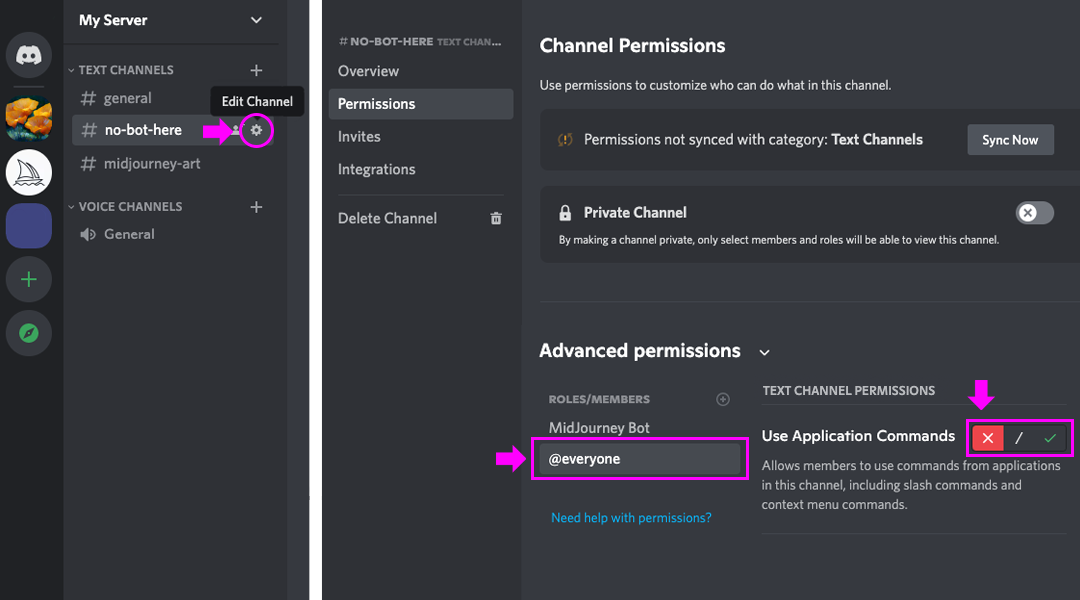 My Server
TEXT CHANNELS
# general
Edit Channel
# no-bot-here
# midjourney-art
VOICE CHANNELS
General
# NO-BOT-HERE TEXT CHAN...
Overview
Permissions
Invites
Integrations
Delete Channel
Channel Permissions
Use permissions to customize who can do what in this channel.
Permissions not synced with category: Text Channels
Sync Now
Private Channel
By making a channel private, only select members and roles will be able to view this channel.
Advanced permissions
ROLES/MEMBERS
MidJourney Bot
@everyone
Need help with permissions?
TEXT CHANNEL PERMISSIONS
Use Application Commands
/
Allows members to use commands from applications
in this channel, including slash commands and
context menu commands.